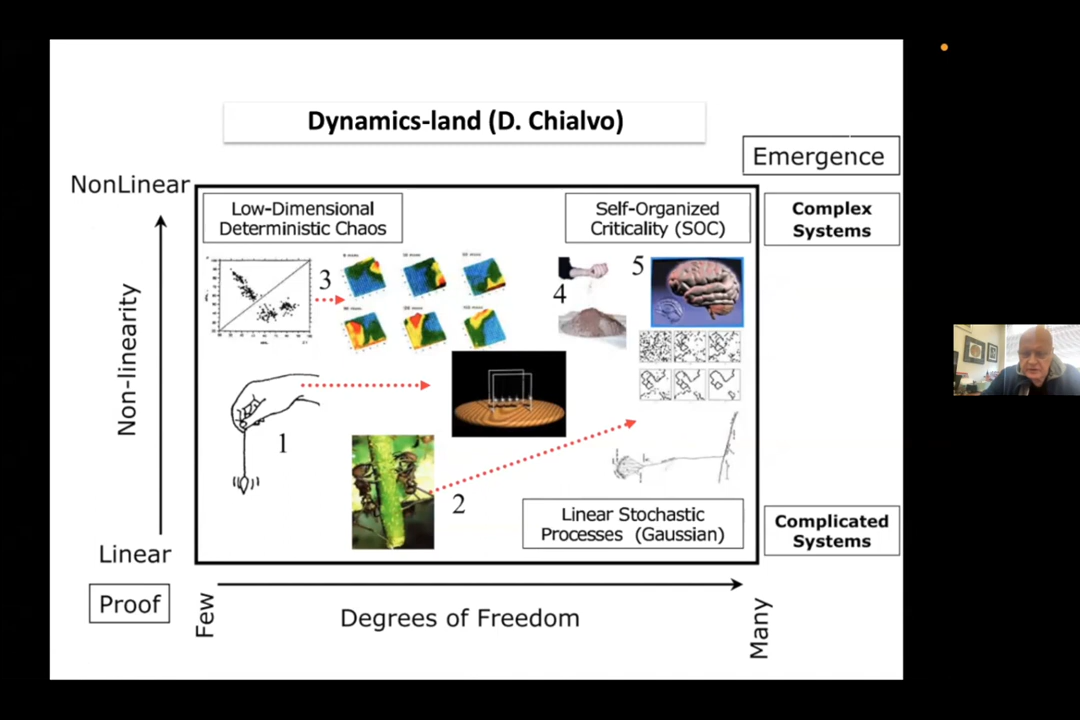 Dynamics-land (D. Chialvo)
Emergence
NonLinear
Low-Dimensional
Deterministic Chaos
Self-Organized
Criticality (SOC)
Complex
Systems
3
4
5
Non-linearity
1
2
Linear Stochastic
Processes (Gaussian)
Complicated
Systems
Linear
Proof
Few
Degrees of Freedom
Many